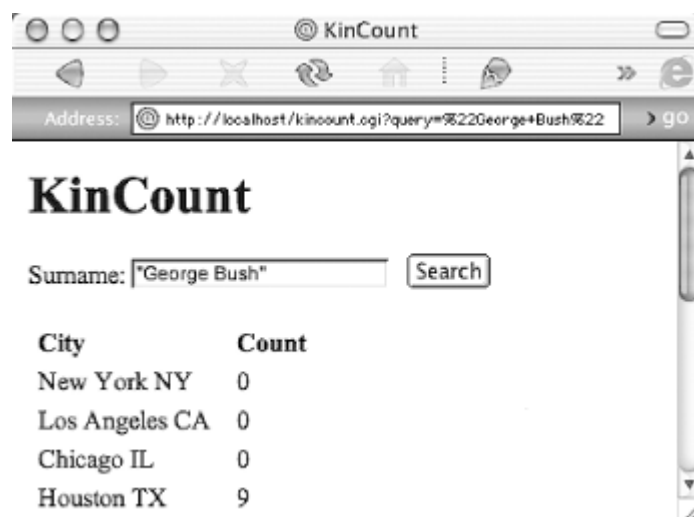 KinCount
Address: http://localhost/kincount.cgi?query=%22George+Bush%22 go
KinCount
Surname: "George Bush" Search
City Count
New York NY 0
Los Angeles CA 0
Chicago IL 0
Houston TX 9